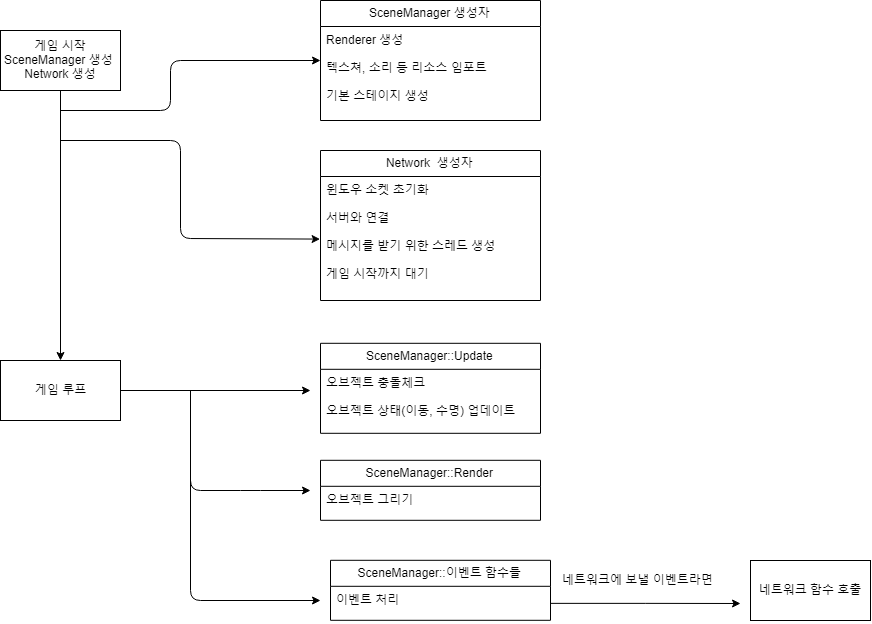 게임 시작
SceneManager 생성
Network 생성
SceneManager 생성자
Renderer 생성
텍스쳐, 소리 등 리소스 임포트
기본 스테이지 생성
Network 생성자
윈도우 소켓 초기화
서버와 연결
메시지를 받기 위한 스레드 생성
게임 시작까지 대기
게임 루프
SceneManager::Update
오브젝트 충돌체크
오브젝트 상태(이동, 수명) 업데이트
SceneManager::Render
오브젝트 그리기
SceneManager::이벤트 함수들
이벤트 처리
네트워크에 보낼 이벤트라면
네트워크 함수 호출